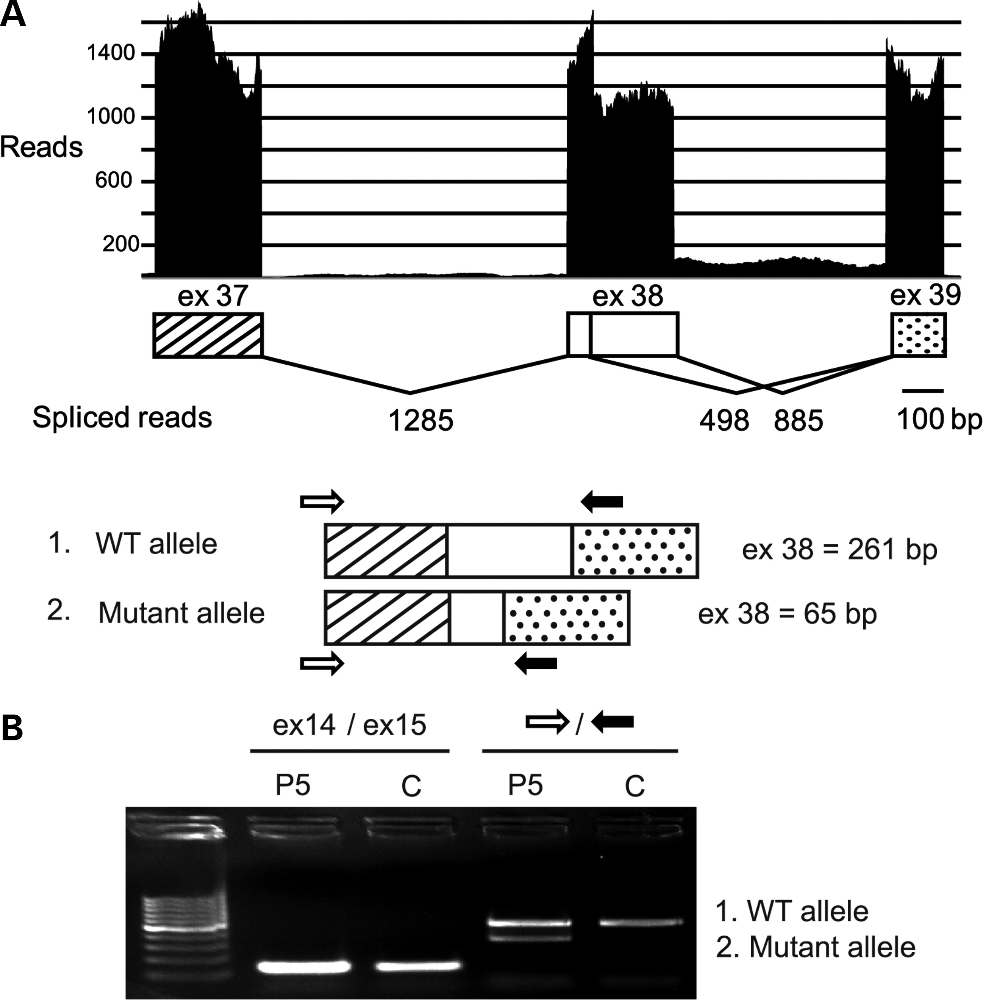 A
1400
1000
Reads
600
200
ex 37 ex 38 ex 39
Spliced reads 1285 498 885 100 bp
1. WT allele ex 38 = 261 bp
2. Mutant allele ex 38 = 65 bp
B
ex14 / ex15 /
P5 C P5 C
1. WT allele
2. Mutant allele